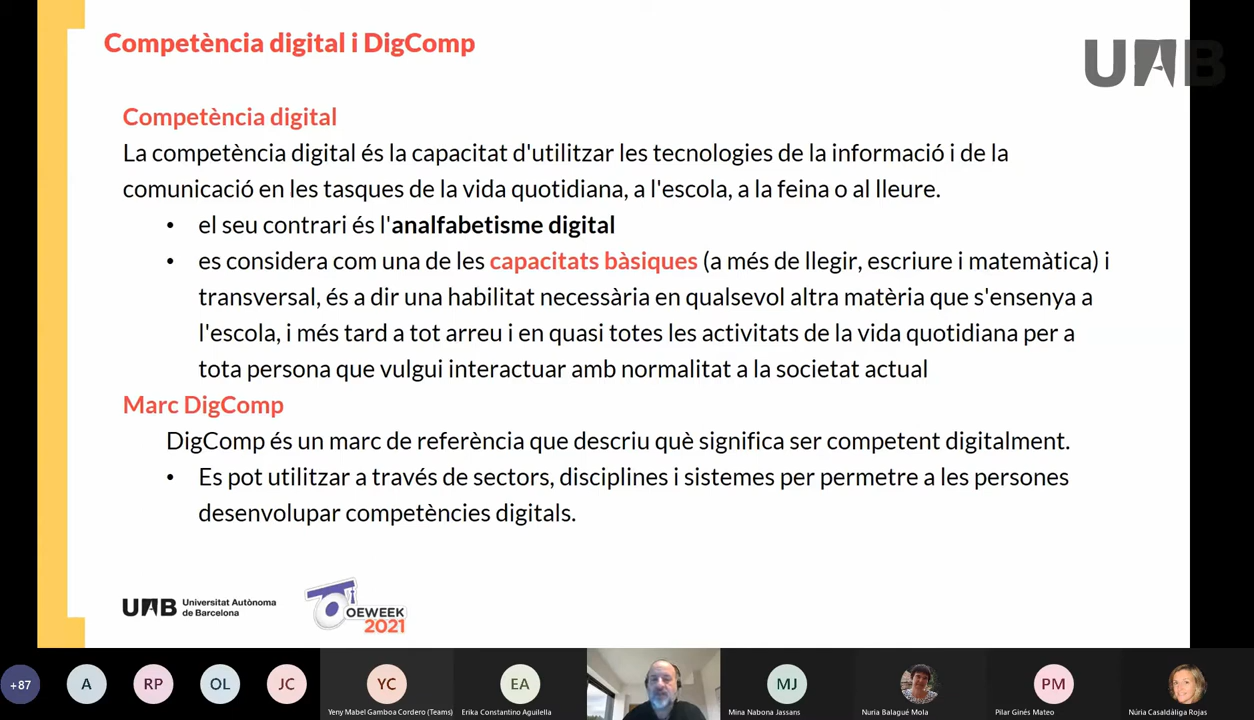 Competència digital i DigComp
UAB
Competència digital
La competència digital és la capacitat d'utilitzar les tecnologies de la informació i de la
comunicació en les tasques de la vida quotidiana, a l'escola, a la feina o al lleure.
• el seu contrari és l'analfabetisme digital
• es considera com una de les capacitats bàsiques (a més de llegir, escriure i matemàtica) i
transversal, és a dir una habilitat necessària en qualsevol altra matèria que s'ensenya a
l'escola, i més tard a tot arreu i en quasi totes les activitats de la vida quotidiana per a
tota persona que vulgui interactuar amb normalitat a la societat actual
Marc DigComp
DigComp és un marc de referència que descriu què significa ser competent digitalment.
• Es pot utilitzar a través de sectors, disciplines i sistemes per permetre a les persones
desenvolupar competències digitals.
UAB Universitat Autònoma
de Barcelona
OEWEEK
2021
+87 A RP OL JC YC EA MJ PM
Yeny Mabel Gamboa Cordero (Teams) Erika Constantino Aguilella Mina Nabona Jassans Nuria Balagué Mola Pilar Ginés Mateo Núria Casaldàliga Rojas